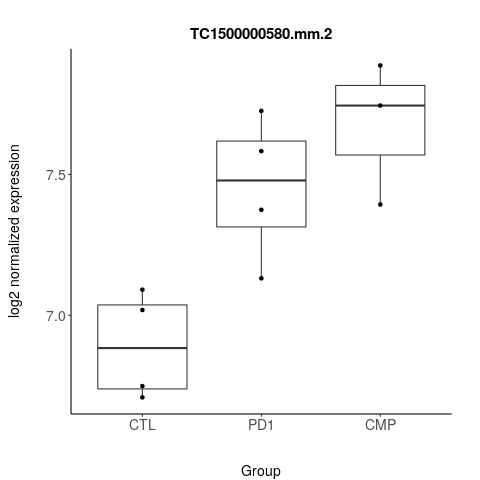 TC1500000580.mm.2
log2 normalized expression
7.5
7.0
CTL PD1 CMP
Group